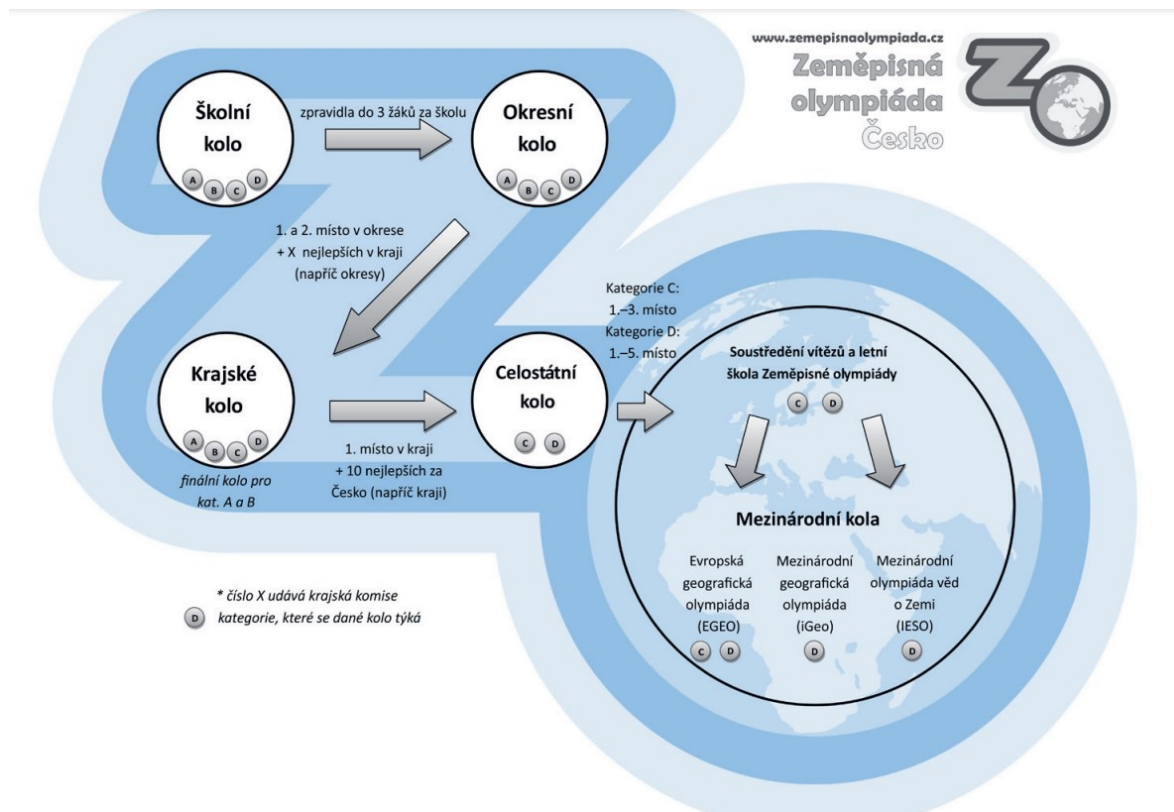 www.zemepisnaolympiada.cz
Zeměpisná
olympiáda
Česko
Školní
kolo
A B C D
zpravidla do 3 žáků za školu
Okresní
kolo
A B C D
1. a 2. místo v okrese
+ X nejlepších v kraji
(napříč okresy)
Krajské
kolo
A B C D
finální kolo pro
kat. A a B
1. místo v kraji
+ 10 nejlepších za
Česko (napříč kraji)
Celostátní
kolo
C D
Kategorie C:
1.–3. místo
Kategorie D:
1.–5. místo
Soustředění vítězů a letní
škola Zeměpisné olympiády
C D
Mezinárodní kola
Evropská
geografická
olympiáda
(EGEO)
C D
Mezinárodní
geografická
olympiáda
(iGeo)
D
Mezinárodní
olympiáda věd
o Zemi
(IESO)
D
* číslo X udává krajská komise
D kategorie, které se dané kolo týká